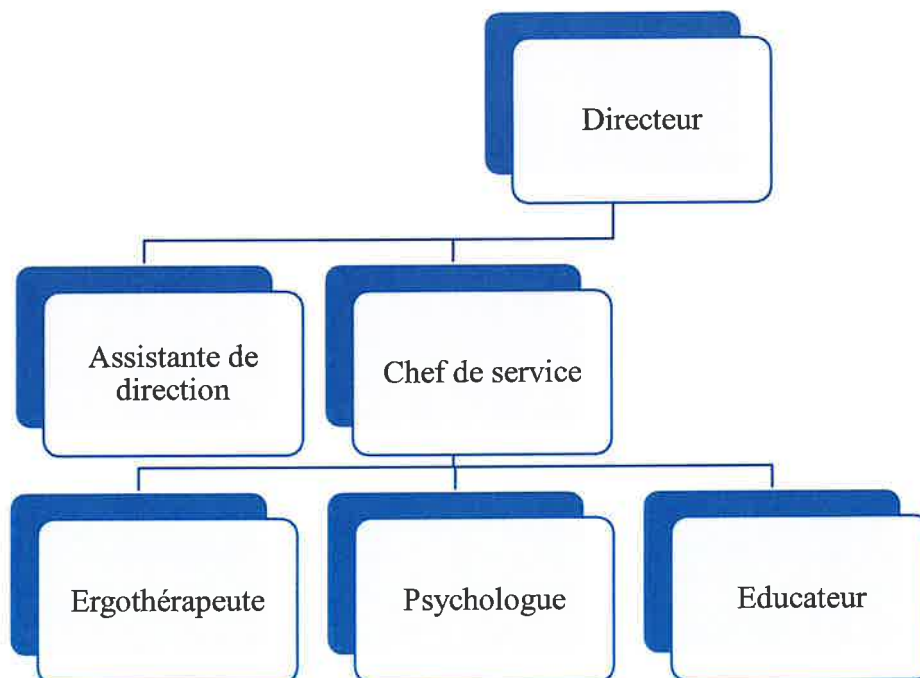 Directeur
Assistante de
direction
Chef de service
Ergothérapeute
Psychologue
Educateur